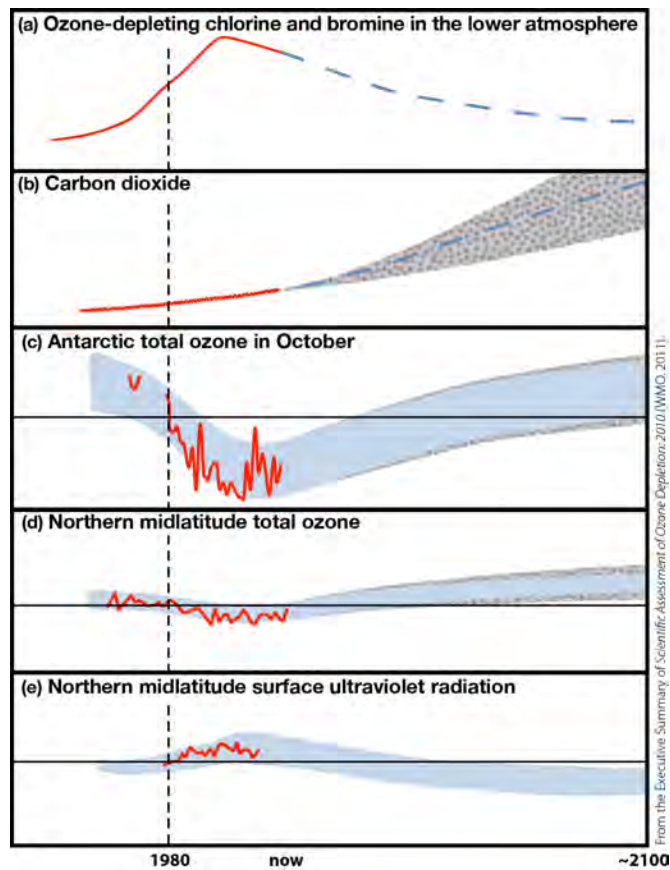 (a) Ozone-depleting chlorine and bromine in the lower atmosphere
(b) Carbon dioxide
(c) Antarctic total ozone in October
(d) Northern midlatitude total ozone
(e) Northern midlatitude surface ultraviolet radiation
1980 now ~2100
From the Executive Summary of Scientific Assessment of Ozone Depletion: 2010 (WMO, 2011).